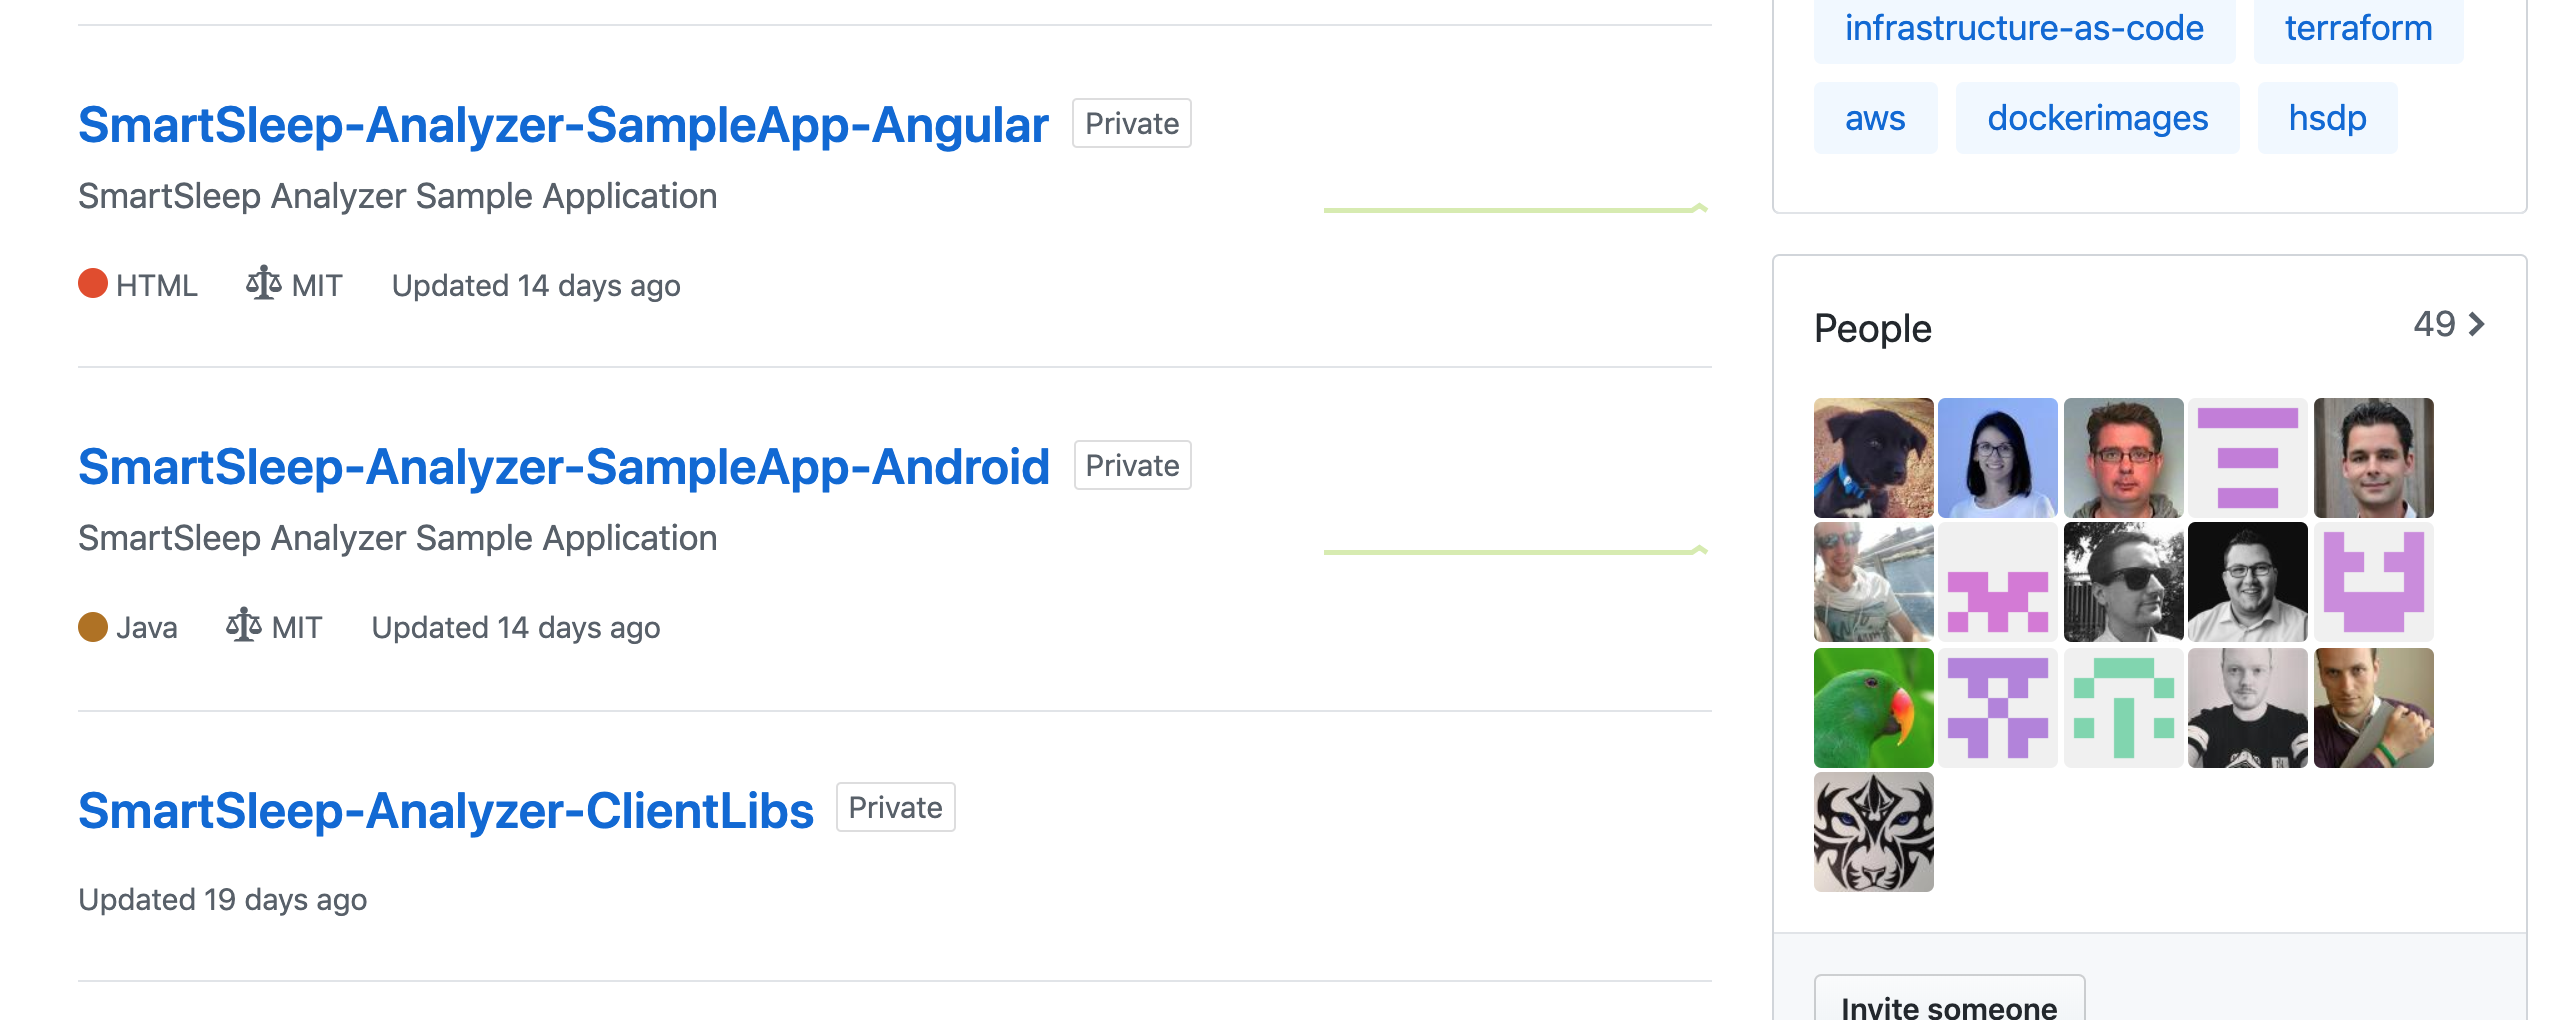 SmartSleep-Analyzer-SampleApp-Angular Private
SmartSleep Analyzer Sample Application
HTML MIT Updated 14 days ago
SmartSleep-Analyzer-SampleApp-Android Private
SmartSleep Analyzer Sample Application
Java MIT Updated 14 days ago
SmartSleep-Analyzer-ClientLibs Private
Updated 19 days ago
infrastructure-as-code terraform
aws dockerimages hsdp
People 49
Invite someone